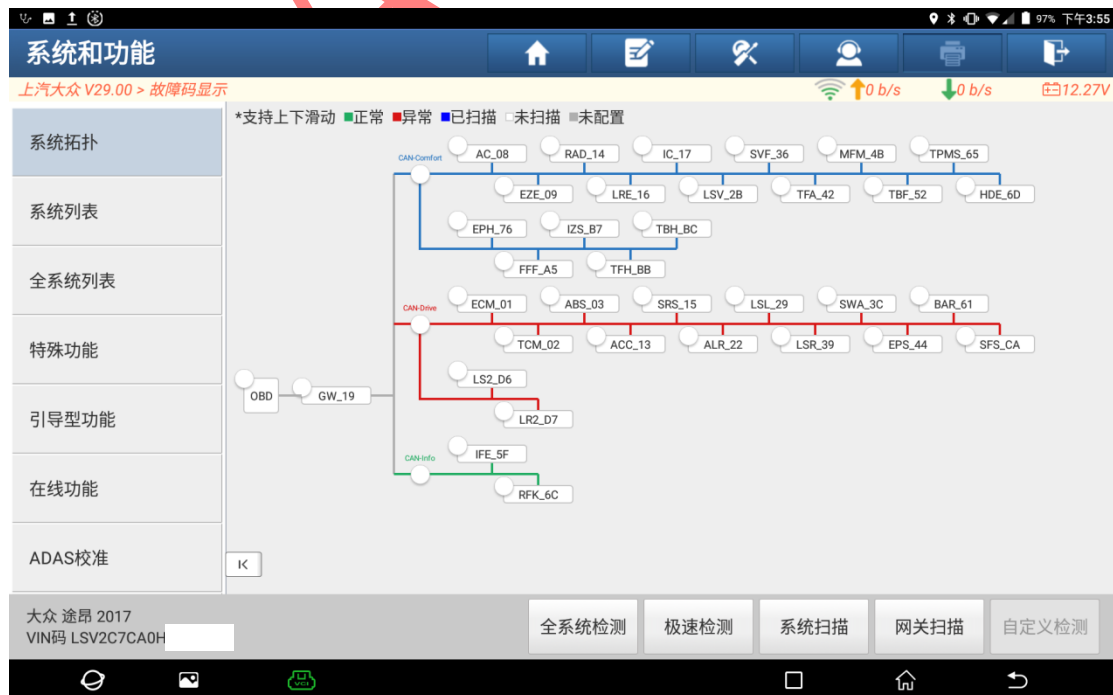 97% 下午3:55
系统和功能
上汽大众 V29.00 > 故障码显示
0 b/s
0 b/s
12.27V
系统拓扑
系统列表
全系统列表
特殊功能
引导型功能
在线功能
ADAS校准
*支持上下滑动 正常 异常 已扫描 未扫描 未配置
CAN-Comfort
AC_08 RAD_14 IC_17 SVF_36 MFM_4B TPMS_65
EZE_09 LRE_16 LSV_2B TFA_42 TBF_52 HDE_6D
EPH_76 IZS_B7 TBH_BC
FFF_A5 TFH_BB
CAN-Drive
ECM_01 ABS_03 SRS_15 LSL_29 SWA_3C BAR_61
TCM_02 ACC_13 ALR_22 LSR_39 EPS_44 SFS_CA
LS2_D6
OBD GW_19
LR2_D7
CAN-Info
IFE_5F
RFK_6C
大众 途昂 2017
VIN码 LSV2C7CA0H
全系统检测 极速检测 系统扫描 网关扫描 自定义检测
VCI